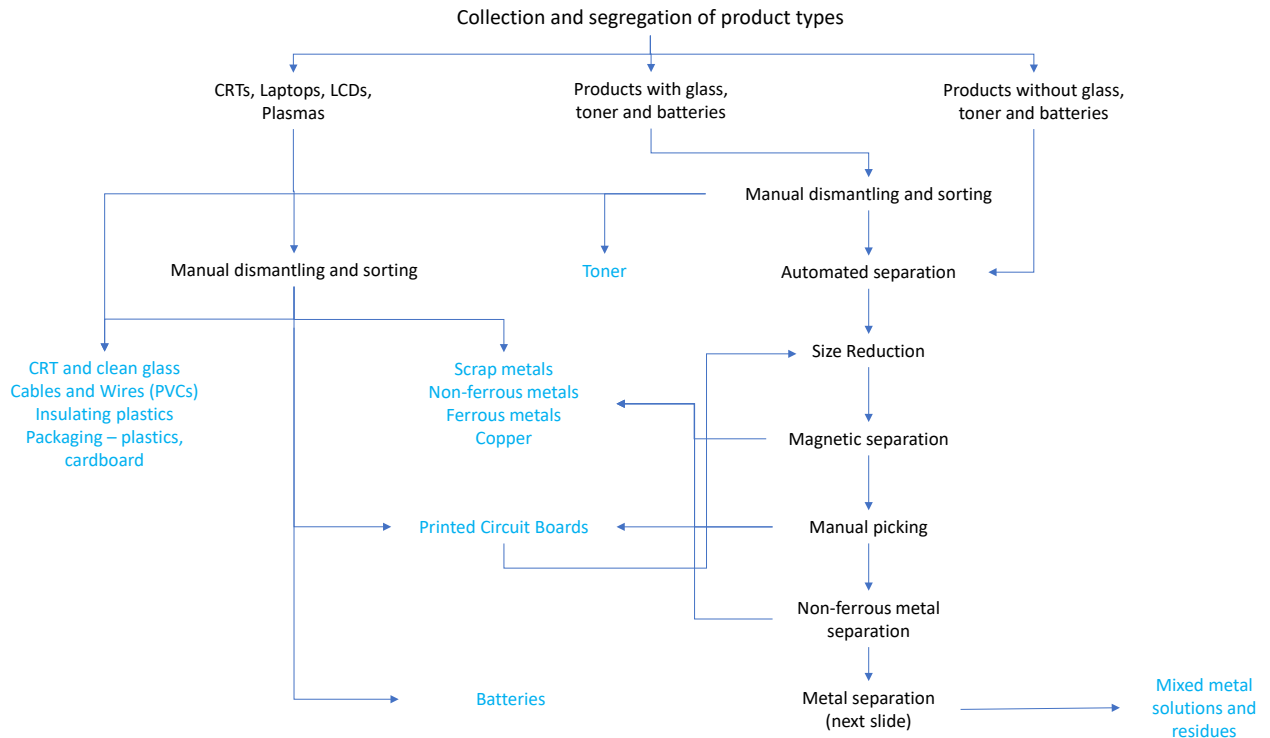 Collection and segregation of product types
CRTs, Laptops, LCDs,
Plasmas
Products with glass,
toner and batteries
Products without glass,
toner and batteries
Manual dismantling and sorting
Manual dismantling and sorting
Toner
Automated separation
CRT and clean glass
Cables and Wires (PVCs)
Insulating plastics
Packaging – plastics,
cardboard
Scrap metals
Non-ferrous metals
Ferrous metals
Copper
Size Reduction
Magnetic separation
Printed Circuit Boards
Manual picking
Non-ferrous metal
separation
Batteries
Metal separation
(next slide)
Mixed metal
solutions and
residues